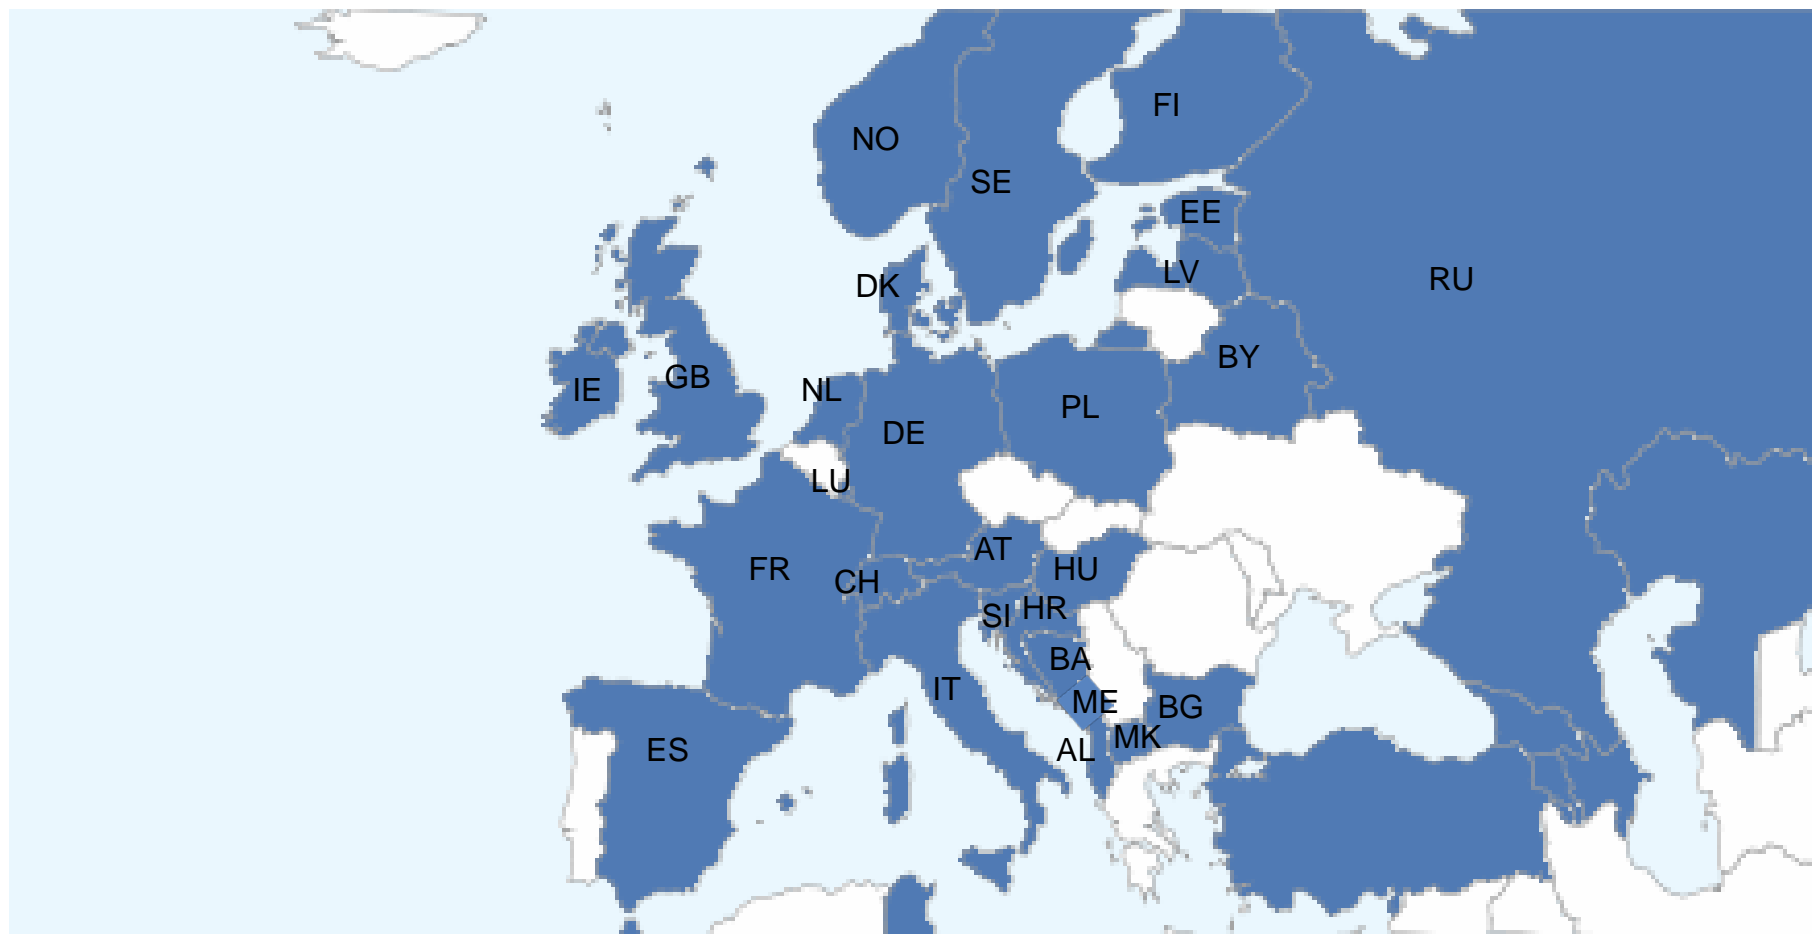 FI
NO
SE
EE
LV
RU
DK
BY
GB
IE
NL
PL
DE
LU
AT
FR
CH
HU
HR
SI
BA
IT
ME
BG
MK
ES
AL